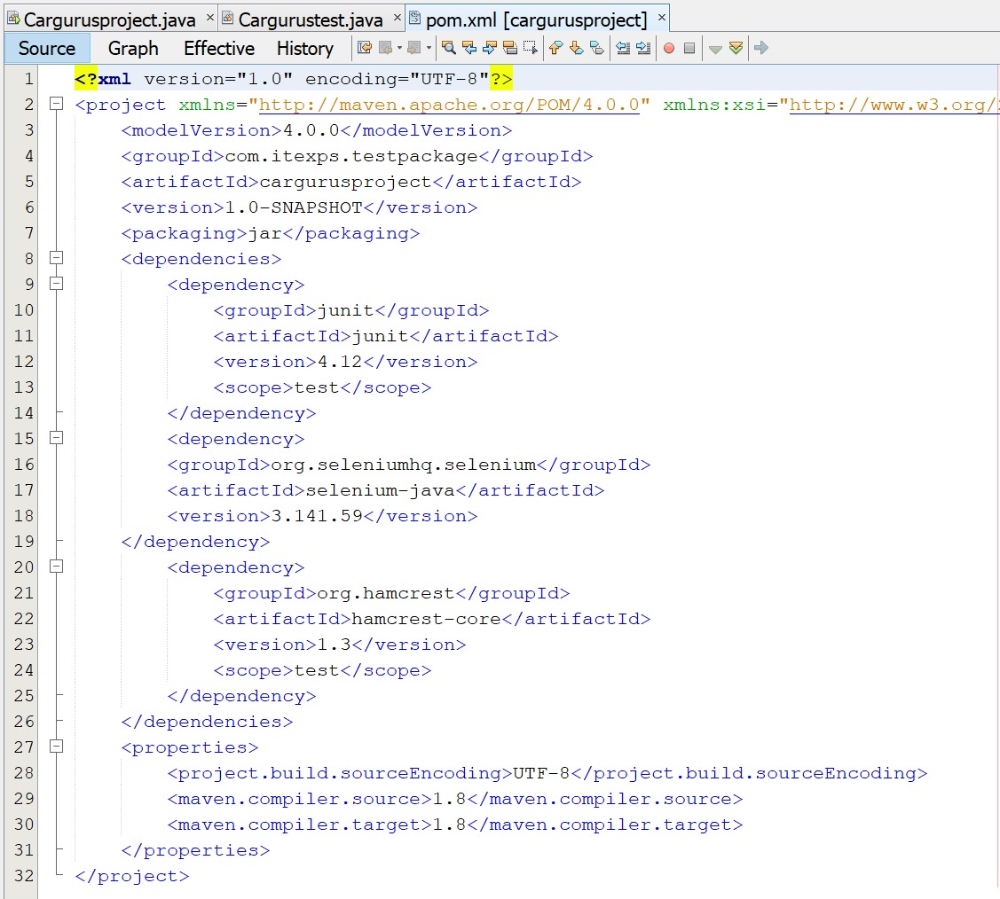 Cargurusproject.java × Cargurustest.java × pom.xml [cargurusproject] ×
Source Graph Effective History
1 <?xml version="1.0" encoding="UTF-8"?>
2 <project xmlns="http://maven.apache.org/POM/4.0.0" xmlns:xsi="http://www.w3.org/2
3 <modelVersion>4.0.0</modelVersion>
4 <groupId>com.itexps.testpackage</groupId>
5 <artifactId>cargurusproject</artifactId>
6 <version>1.0-SNAPSHOT</version>
7 <packaging>jar</packaging>
8 <dependencies>
9 <dependency>
10 <groupId>junit</groupId>
11 <artifactId>junit</artifactId>
12 <version>4.12</version>
13 <scope>test</scope>
14 </dependency>
15 <dependency>
16 <groupId>org.seleniumhq.selenium</groupId>
17 <artifactId>selenium-java</artifactId>
18 <version>3.141.59</version>
19 </dependency>
20 <dependency>
21 <groupId>org.hamcrest</groupId>
22 <artifactId>hamcrest-core</artifactId>
23 <version>1.3</version>
24 <scope>test</scope>
25 </dependency>
26 </dependencies>
27 <properties>
28 <project.build.sourceEncoding>UTF-8</project.build.sourceEncoding>
29 <maven.compiler.source>1.8</maven.compiler.source>
30 <maven.compiler.target>1.8</maven.compiler.target>
31 </properties>
32 </project>